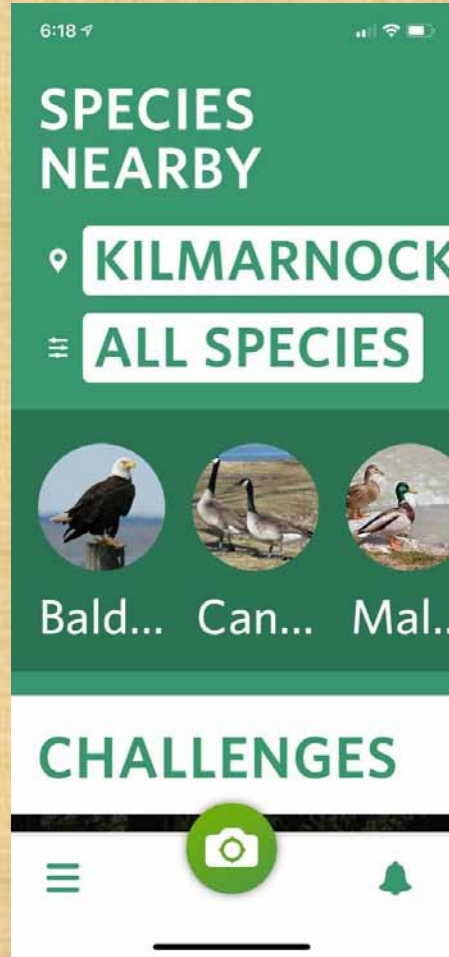 6:18
SPECIES
NEARBY
KILMARNOCK
ALL SPECIES
Bald... Can... Mal..
CHALLENGES